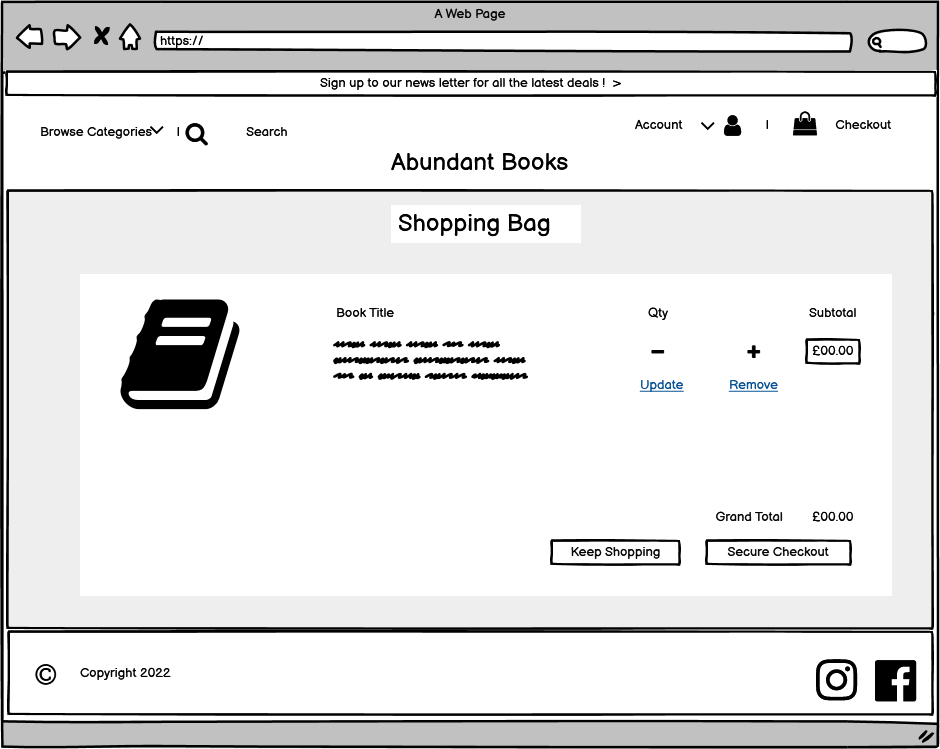 A Web Page
https://
Sign up to our news letter for all the latest deals ! >
Browse Categories | Search Account | Checkout
Abundant Books
Shopping Bag
Book Title Qty Subtotal
− + £00.00
Update Remove
Grand Total £00.00
Keep Shopping Secure Checkout
© Copyright 2022